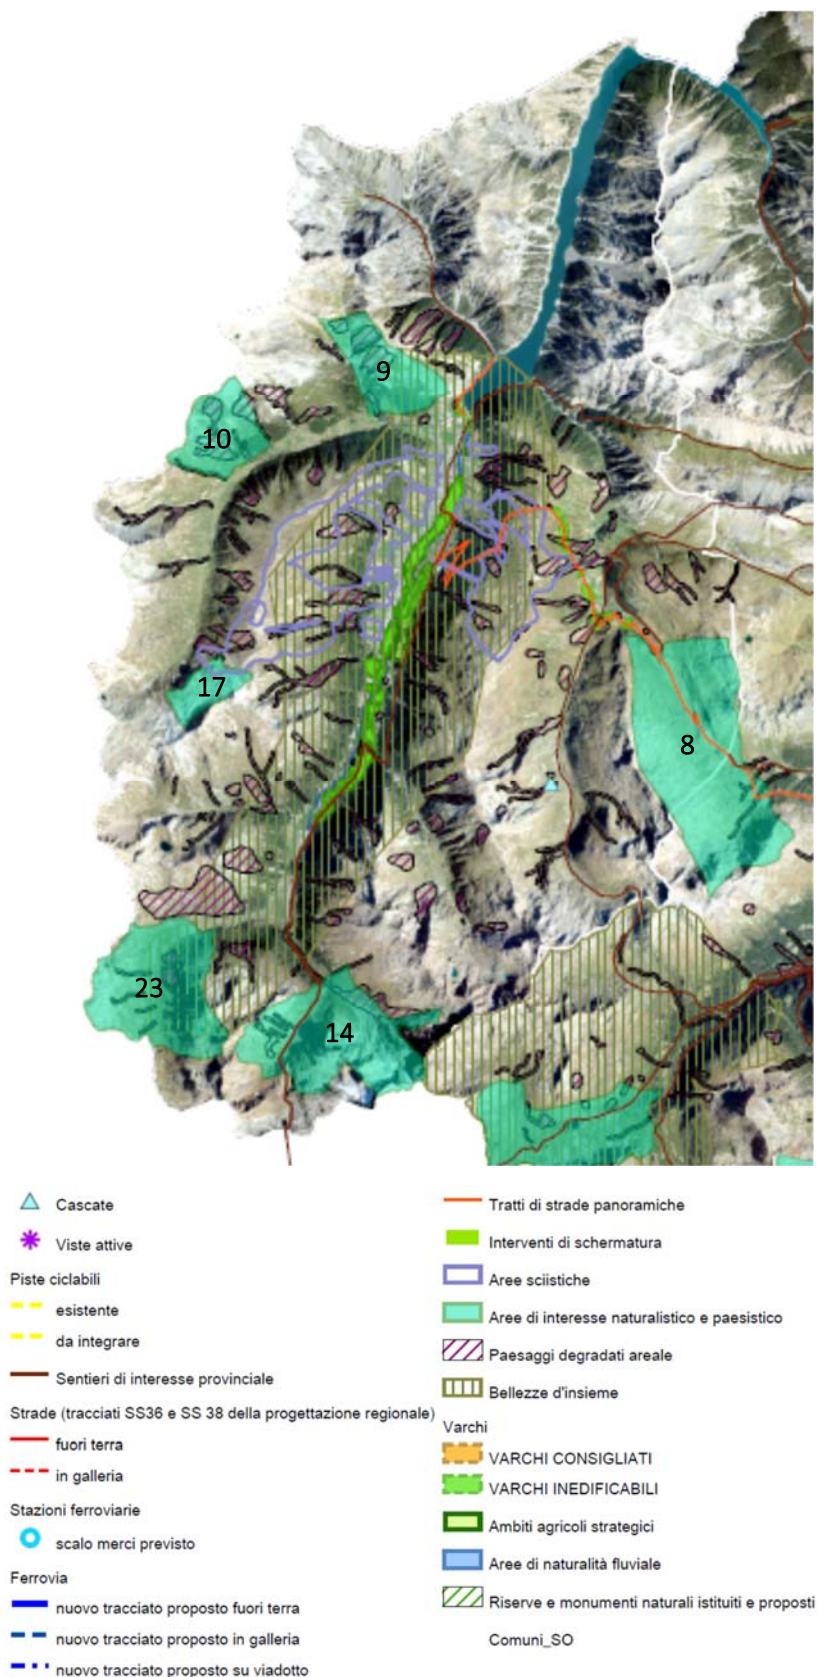 9
10
17
8
23
14
Cascate
Viste attive
Piste ciclabili
esistente
da integrare
Sentieri di interesse provinciale
Strade (tracciati SS36 e SS 38 della progettazione regionale)
fuori terra
in galleria
Stazioni ferroviarie
scalo merci previsto
Ferrovia
nuovo tracciato proposto fuori terra
nuovo tracciato proposto in galleria
nuovo tracciato proposto su viadotto
Tratti di strade panoramiche
Interventi di schermatura
Aree sciistiche
Aree di interesse naturalistico e paesistico
Paesaggi degradati areale
Bellezze d'insieme
Varchi
VARCHI CONSIGLIATI
VARCHI INEDIFICABILI
Ambiti agricoli strategici
Aree di naturalità fluviale
Riserve e monumenti naturali istituiti e proposti
Comuni_SO